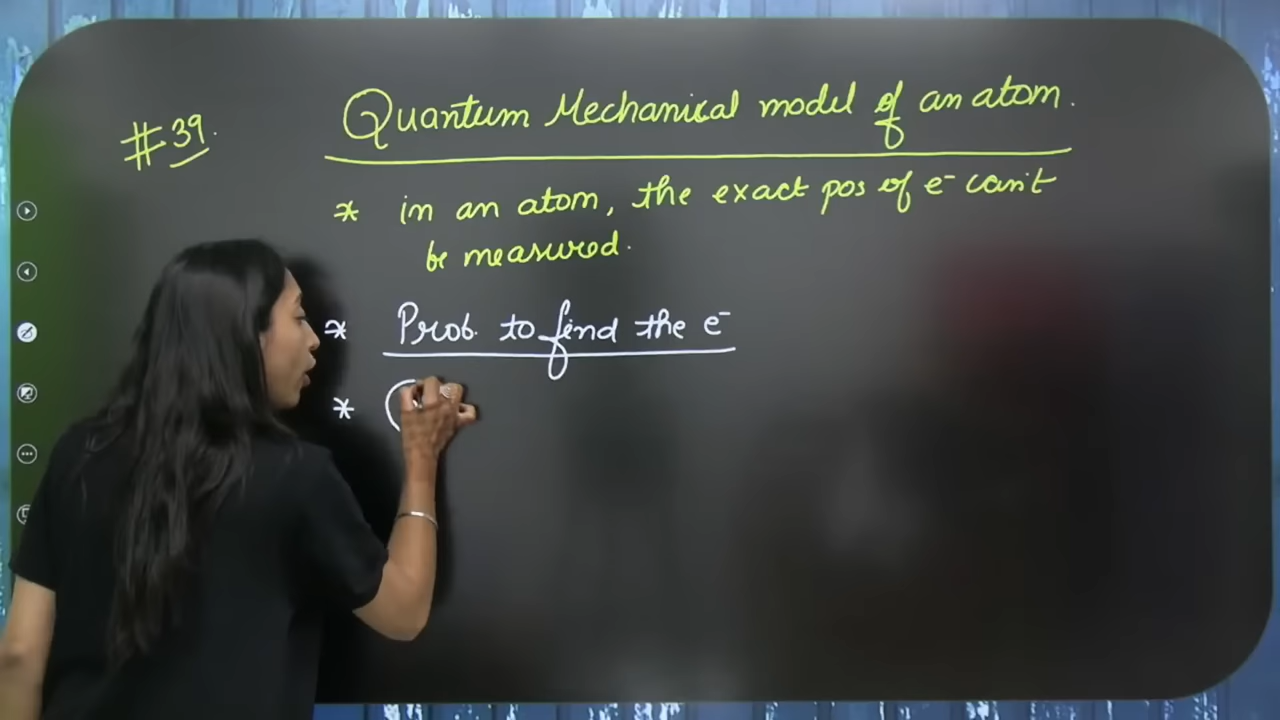 #39.
Quantum Mechanical model of an atom.
* in an atom, the exact pos of e⁻ can't
be measured.
* Prob. to find the e⁻
*